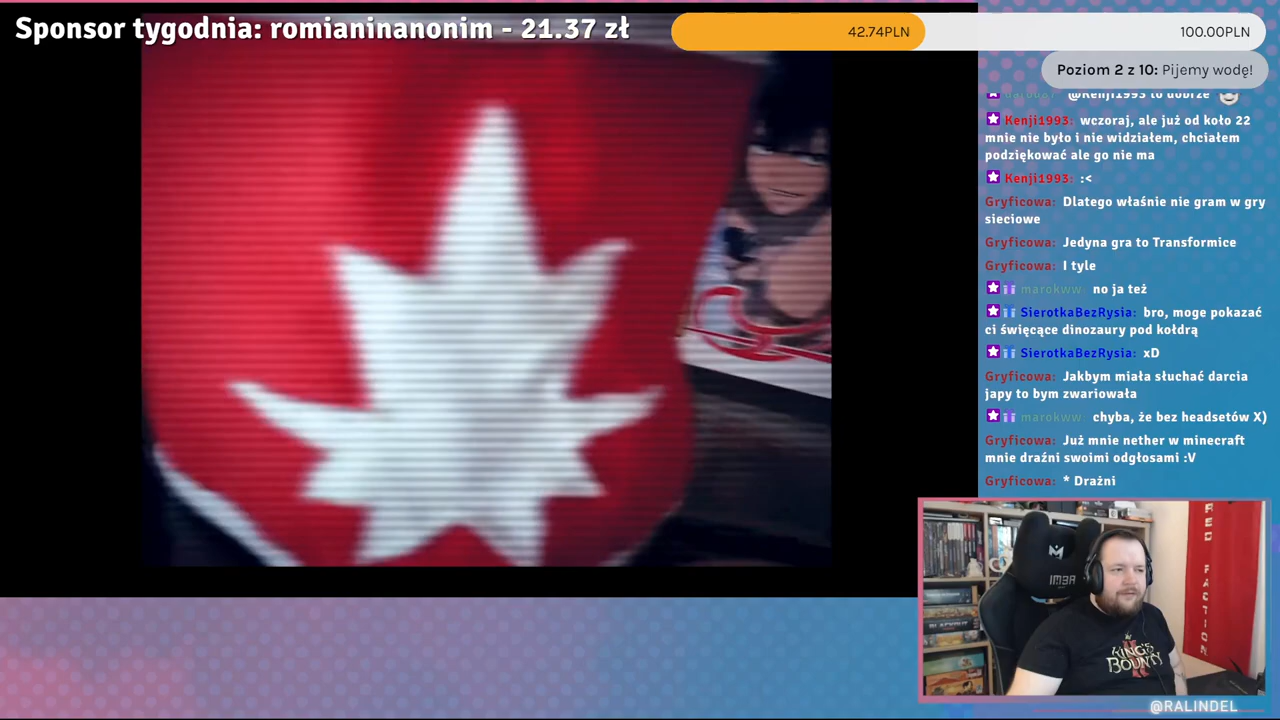 Sponsor tygodnia: romianinanonim - 21.37 zł
42.74PLN
100.00PLN
Poziom 2 z 10: Pijemy wodę!
@Kenji1993 to dobrze
Kenji1993: wczoraj, ale już od koło 22
mnie nie było i nie widziałem, chciałem
podziękować ale go nie ma
Kenji1993: :<
Gryficowa: Dlatego właśnie nie gram w gry
sieciowe
Gryficowa: Jedyna gra to Transformice
Gryficowa: I tyle
marokww: no ja też
SierotkaBezRysia: bro, moge pokazać
ci święcące dinozaury pod kołdrą
SierotkaBezRysia: xD
Gryficowa: Jakbym miała słuchać darcia
japy to bym zwariowała
marokww: chyba, że bez headsetów X)
Gryficowa: Już mnie nether w minecraft
mnie draźni swoimi odgłosami :V
Gryficowa: * Drażni
IMBA
RED FACTION
KING'S
BOUNTY
II
@RALINDEL